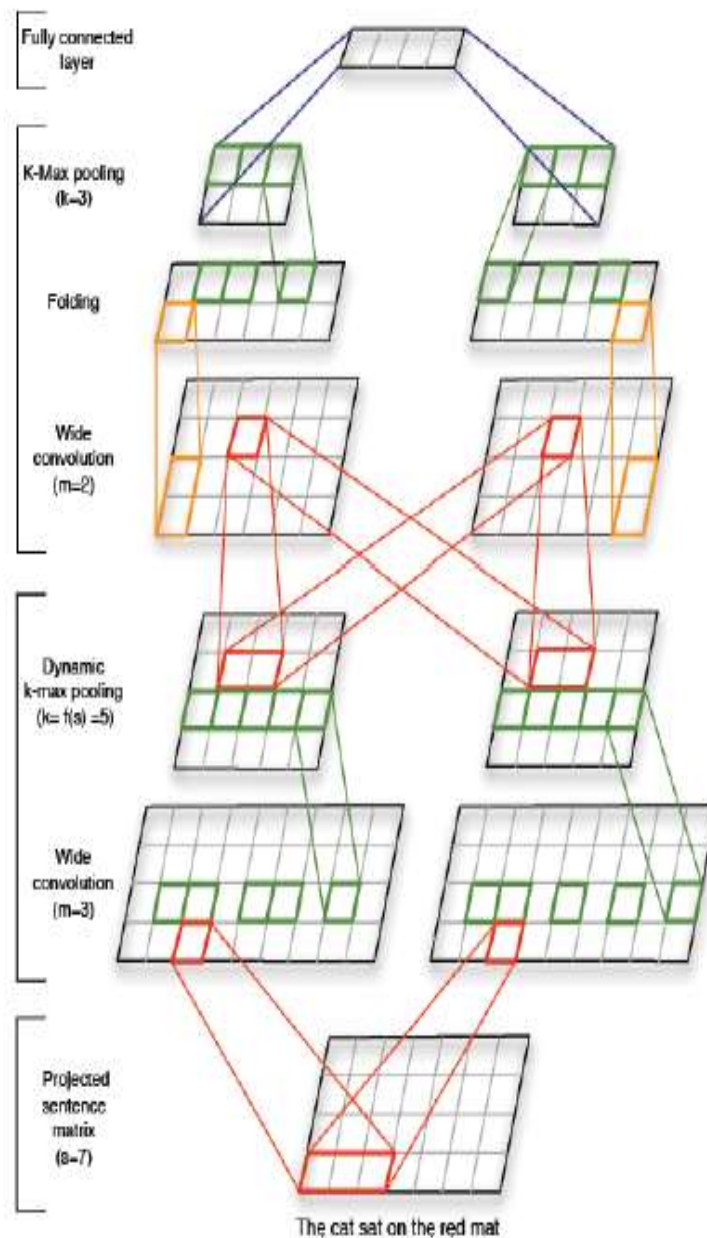 Fully connected
layer
K-Max pooling
(k=3)
Folding
Wide
convolution
(m=2)
Dynamic
k-max pooling
(k= f(s) =5)
Wide
convolution
(m=3)
Projected
sentence
matrix
(s=7)
The cat sat on the red mat